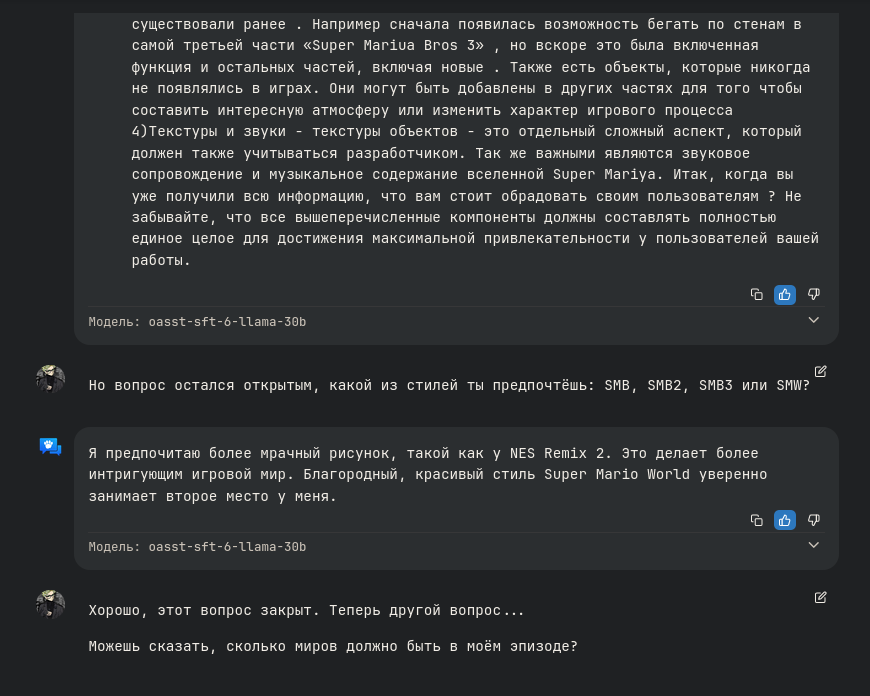 существовали ранее . Например сначала появилась возможность бегать по стенам в
самой третьей части «Super Mariua Bros 3» , но вскоре это была включенная
функция и остальных частей, включая новые . Также есть объекты, которые никогда
не появлялись в играх. Они могут быть добавлены в других частях для того чтобы
составить интересную атмосферу или изменить характер игрового процесса
4)Текстуры и звуки - текстуры объектов - это отдельный сложный аспект, который
должен также учитываться разработчиком. Так же важными являются звуковое
сопровождение и музыкальное содержание вселенной Super Mariya. Итак, когда вы
уже получили всю информацию, что вам стоит обрадовать своим пользователям ? Не
забывайте, что все вышеперечисленные компоненты должны составлять полностью
единое целое для достижения максимальной привлекательности у пользователей вашей
работы.
Модель: oasst-sft-6-llama-30b
Но вопрос остался открытым, какой из стилей ты предпочтёшь: SMB, SMB2, SMB3 или SMW?
Я предпочитаю более мрачный рисунок, такой как у NES Remix 2. Это делает более
интригующим игровой мир. Благородный, красивый стиль Super Mario World уверенно
занимает второе место у меня.
Модель: oasst-sft-6-llama-30b
Хорошо, этот вопрос закрыт. Теперь другой вопрос...
Можешь сказать, сколько миров должно быть в моём эпизоде?